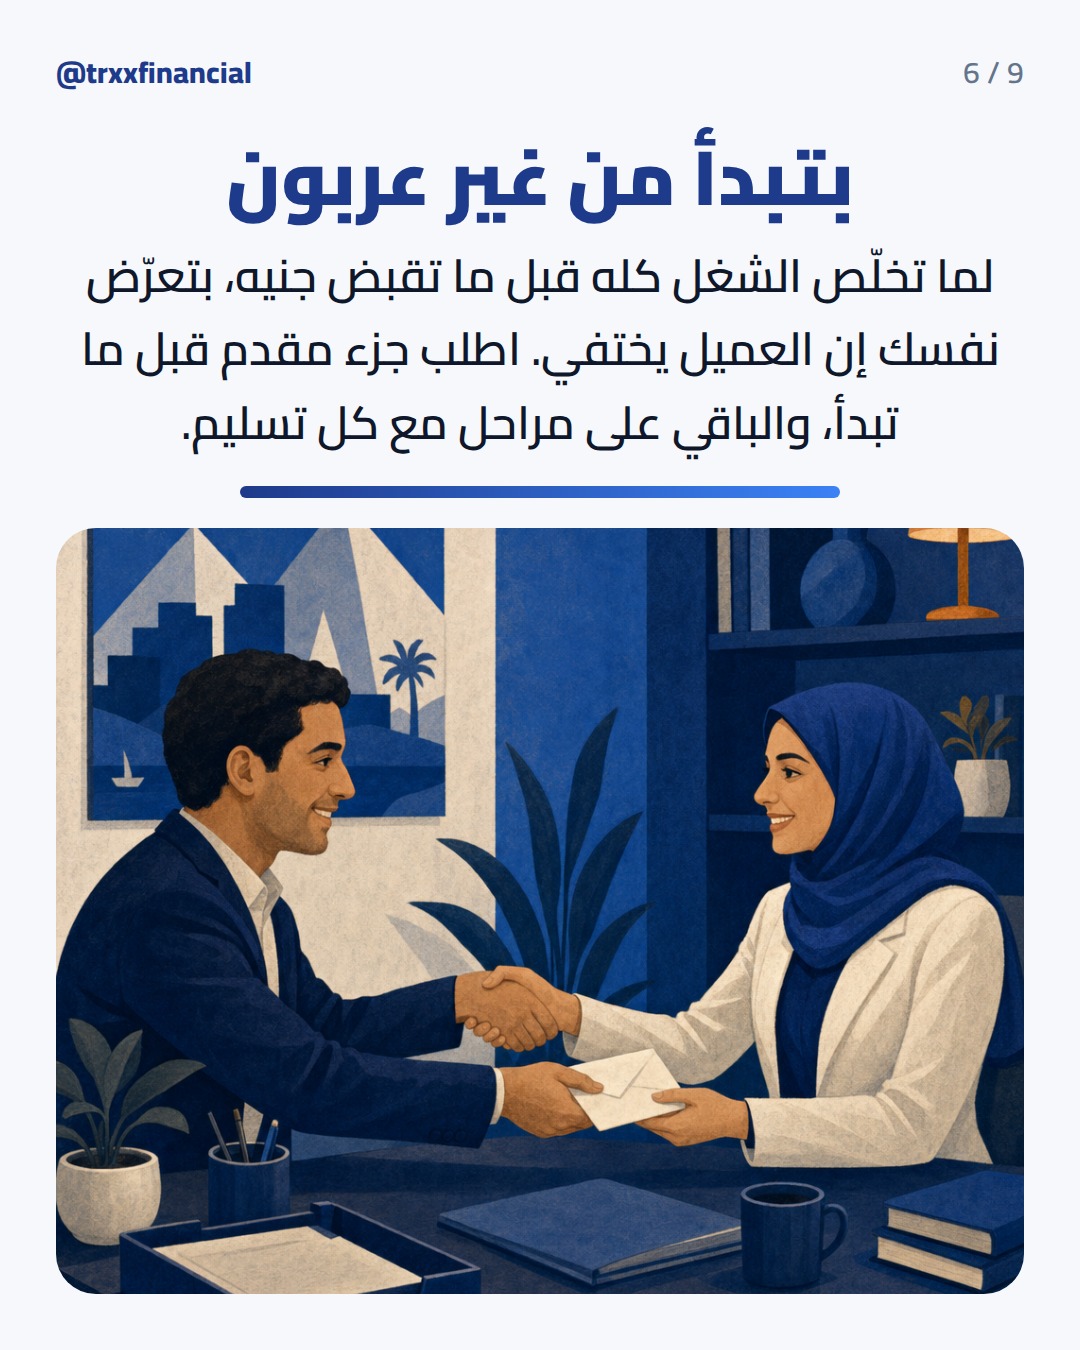 @trxxfinancial
6 / 9
بتبدأ من غير عربون
لما تخلّص الشغل كله قبل ما تقبض جنيه، بتعرّض
نفسك إن العميل يختفي. اطلب جزء مقدم قبل ما
تبدأ، والباقي على مراحل مع كل تسليم.